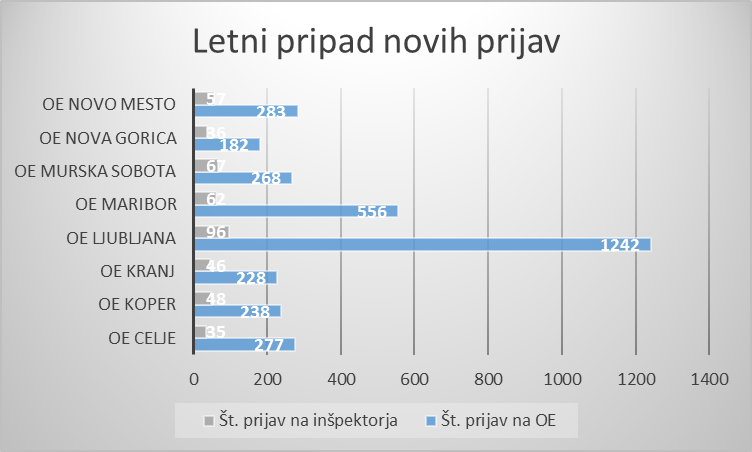 Letni pripad novih prijav
OE NOVO MESTO 57 283
OE NOVA GORICA 36 182
OE MURSKA SOBOTA 67 268
OE MARIBOR 62 556
OE LJUBLJANA 96 1242
OE KRANJ 46 228
OE KOPER 48 238
OE CELJE 35 277
0 200 400 600 800 1000 1200 1400
Št. prijav na inšpektorja Št. prijav na OE